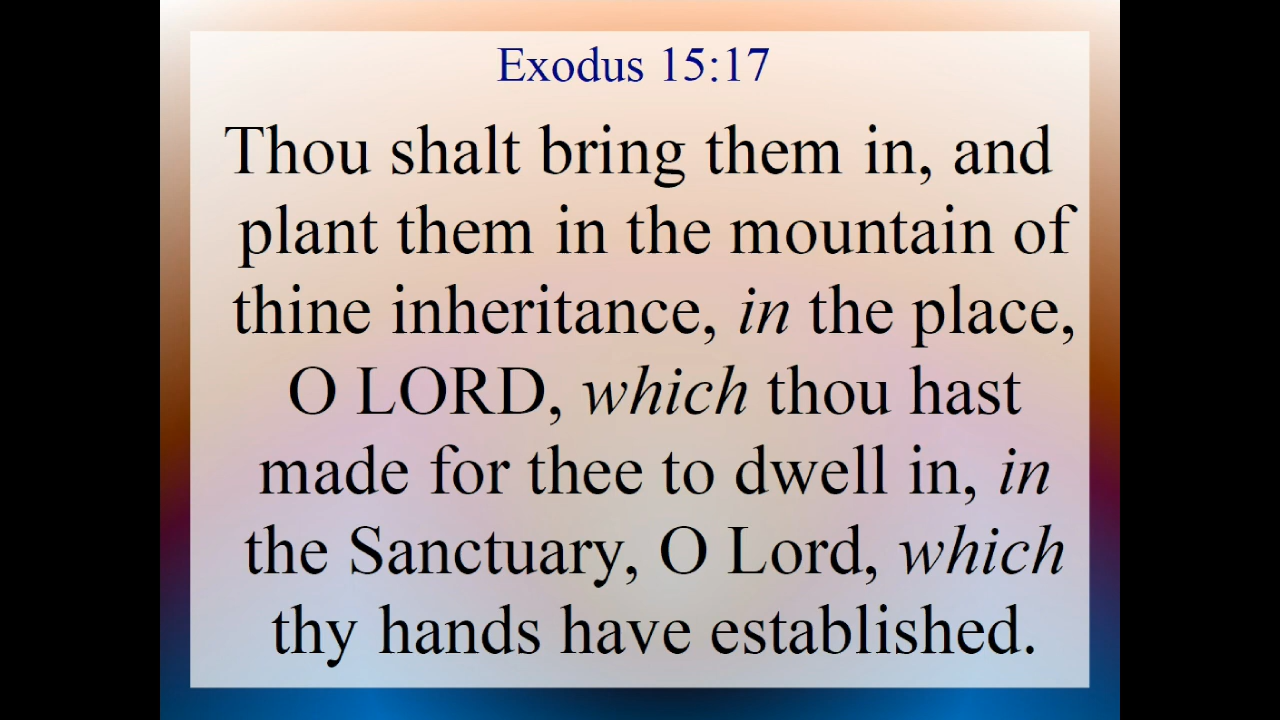 Exodus 15:17
Thou shalt bring them in, and
plant them in the mountain of
thine inheritance, in the place,
O LORD, which thou hast
made for thee to dwell in, in
the Sanctuary, O Lord, which
thy hands have established.